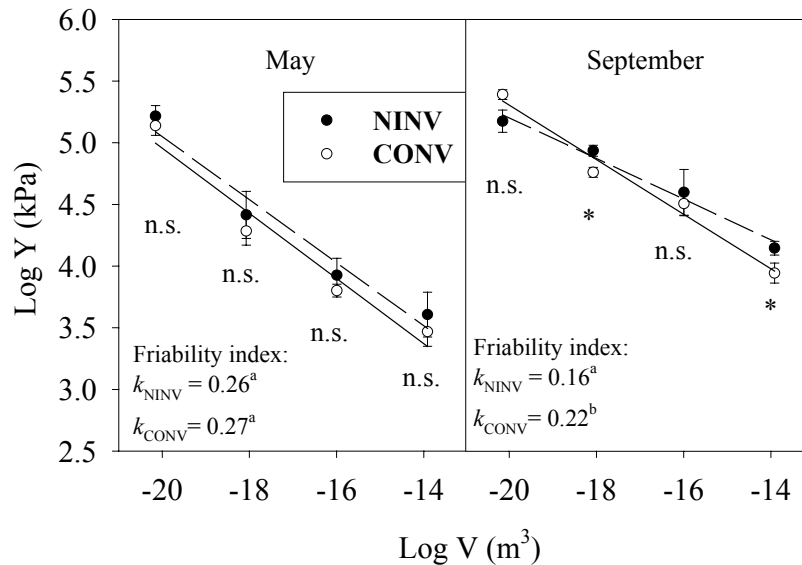 6.0
5.5
5.0
4.5
4.0
3.5
3.0
2.5
Log Y (kPa)
May
September
NINV
CONV
n.s.
n.s.
n.s.
n.s.
n.s.
*
n.s.
*
Friability index:
k_NINV = 0.26^a
k_CONV = 0.27^a
Friability index:
k_NINV = 0.16^a
k_CONV = 0.22^b
-20 -18 -16 -14 -20 -18 -16 -14
Log V (m³)